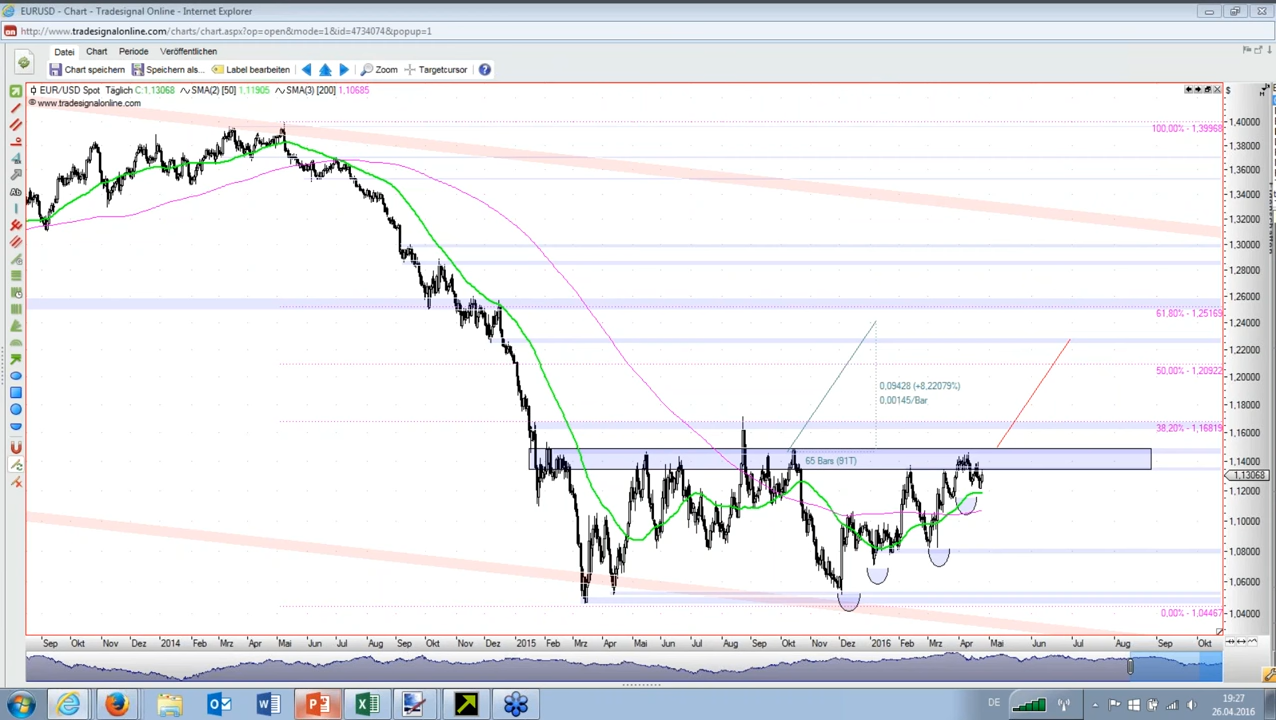 EURUSD - Chart - Tradesignal Online - Internet Explorer
http://www.tradesignalonline.com/charts/chart.aspx?op=open&mode=1&id=4734074&popup=1
Datei Chart Periode Veröffentlichen
Chart speichern Speichern als... Label bearbeiten Zoom Targetcursor
EUR/USD Spot Täglich C:1,13068 SMA(2) [50] 1,11905 SMA(3) [200] 1,10685 $
www.tradesignalonline.com
1,40000
100,00% - 1,39968
1,38000
1,36000
1,34000
1,32000
1,30000
1,28000
1,26000
61,80% - 1,25169
1,24000
1,22000
50,00% - 1,20922
1,20000
0.09428 (+8,22079%)
0.00145/Bar
1,18000
38,20% - 1,16819
1,16000
65 Bars (91T)
1,14000
1,13068
1,12000
1,10000
1,08000
1,06000
0,00% - 1,04467
1,04000
Sep Okt Nov Dez 2014 Feb Mrz Apr Mai Jun Jul Aug Sep Okt Nov Dez 2015 Feb Mrz Apr Mai Jun Jul Aug Sep Okt Nov Dez 2016 Feb Mrz Apr Mai Jun Jul Aug Sep Okt
DE
19:27
26.04.2016